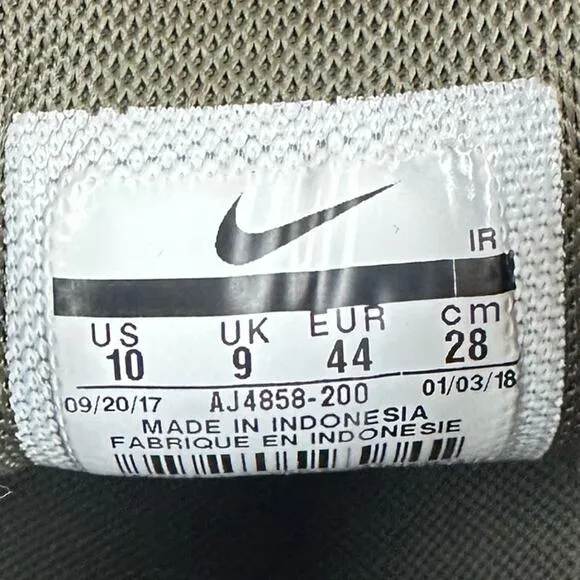 IR
US UK EUR cm
10 9 44 28
09/20/17 AJ4858-200 01/03/18
MADE IN INDONESIA
FABRIQUE EN INDONESIE